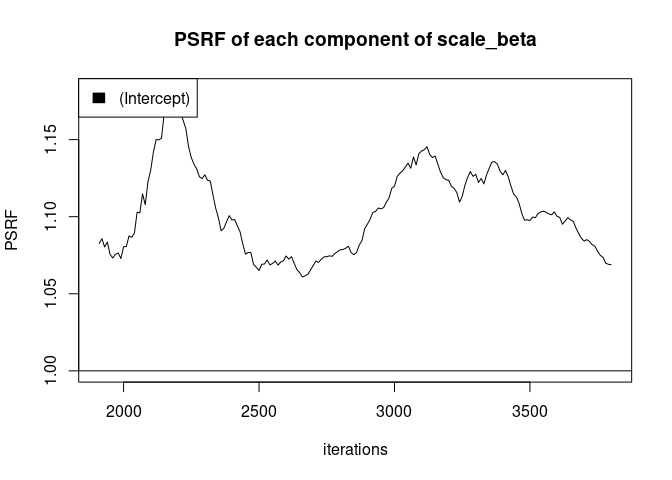 PSRF of each component of scale_beta
(Intercept)
PSRF
1.15
1.10
1.05
1.00
2000 2500 3000 3500
iterations